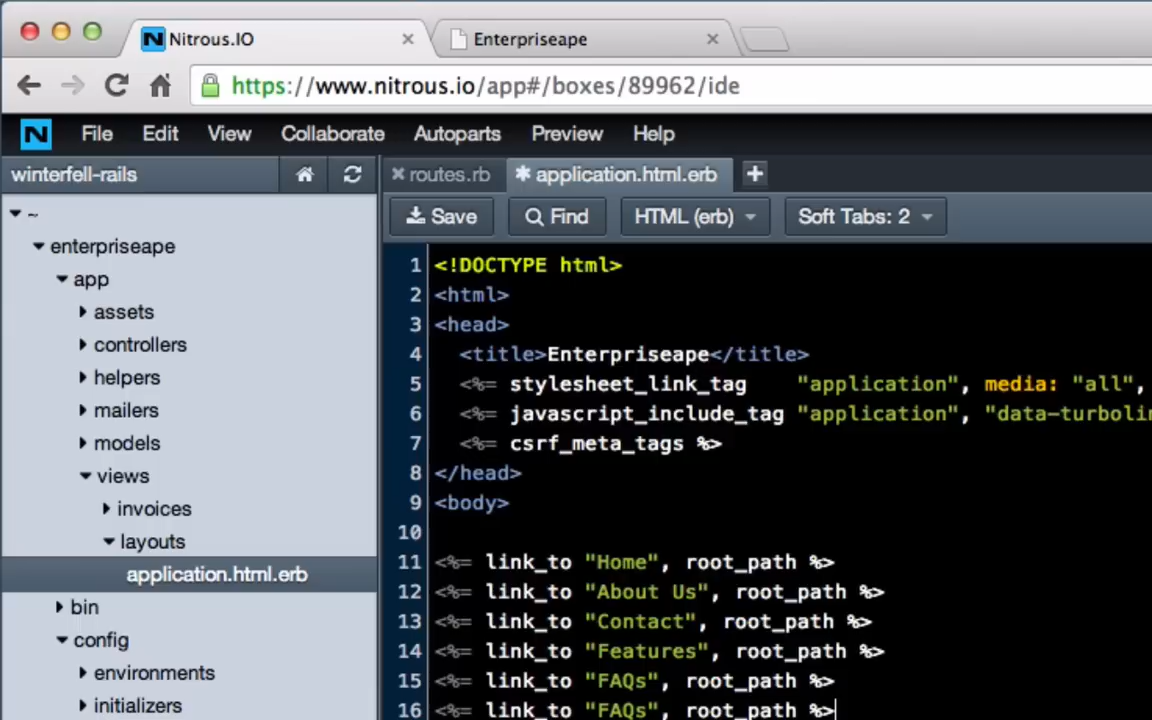 Nitrous.IO
Enterpriseape
https://www.nitrous.io/app#/boxes/89962/ide
N File Edit View Collaborate Autoparts Preview Help
winterfell-rails
routes.rb
application.html.erb
Save
Find
HTML (erb)
Soft Tabs: 2
~
enterpriseape
app
assets
controllers
helpers
mailers
models
views
invoices
layouts
application.html.erb
bin
config
environments
initializers
1 <!DOCTYPE html>
2 <html>
3 <head>
4   <title>Enterpriseape</title>
5   <%= stylesheet_link_tag    "application", media: "all",
6   <%= javascript_include_tag "application", "data-turbolin
7   <%= csrf_meta_tags %>
8 </head>
9 <body>
10
11 <%= link_to "Home", root_path %>
12 <%= link_to "About Us", root_path %>
13 <%= link_to "Contact", root_path %>
14 <%= link_to "Features", root_path %>
15 <%= link_to "FAQs", root_path %>
16 <%= link_to "FAQs", root_path %>